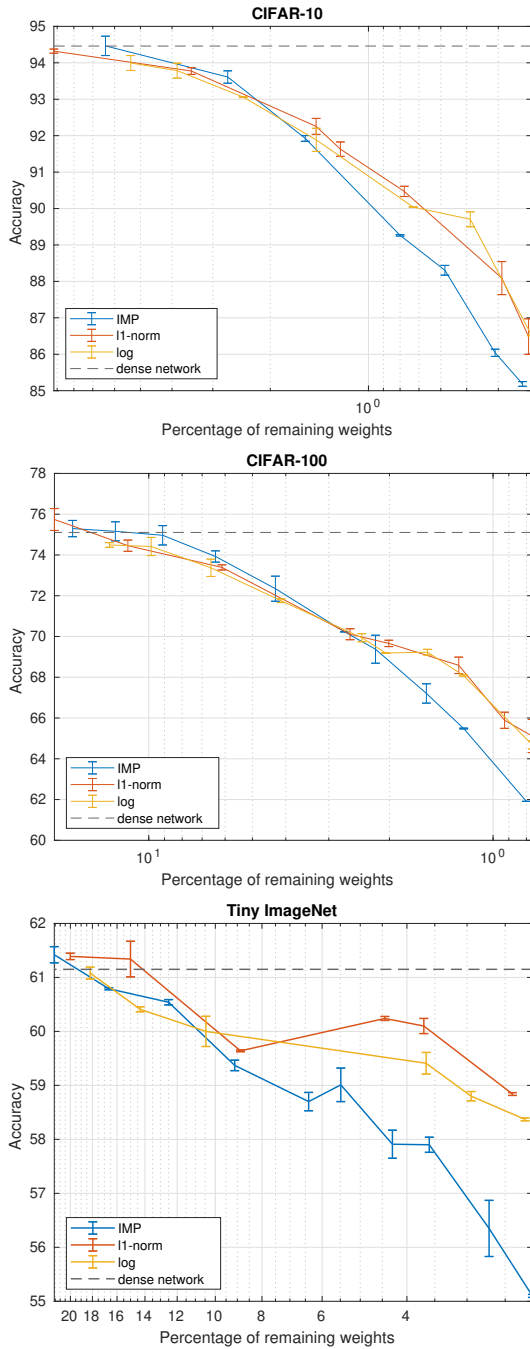 CIFAR-10
95
94
93
92
91
90
89
88
87
86
85
Accuracy
IMP
l1-norm
log
dense network
10^0
Percentage of remaining weights
CIFAR-100
78
76
74
72
70
68
66
64
62
60
Accuracy
IMP
l1-norm
log
dense network
10^1
10^0
Percentage of remaining weights
Tiny ImageNet
62
61
60
59
58
57
56
55
Accuracy
IMP
l1-norm
log
dense network
20 18 16 14 12 10 8 6 4
Percentage of remaining weights